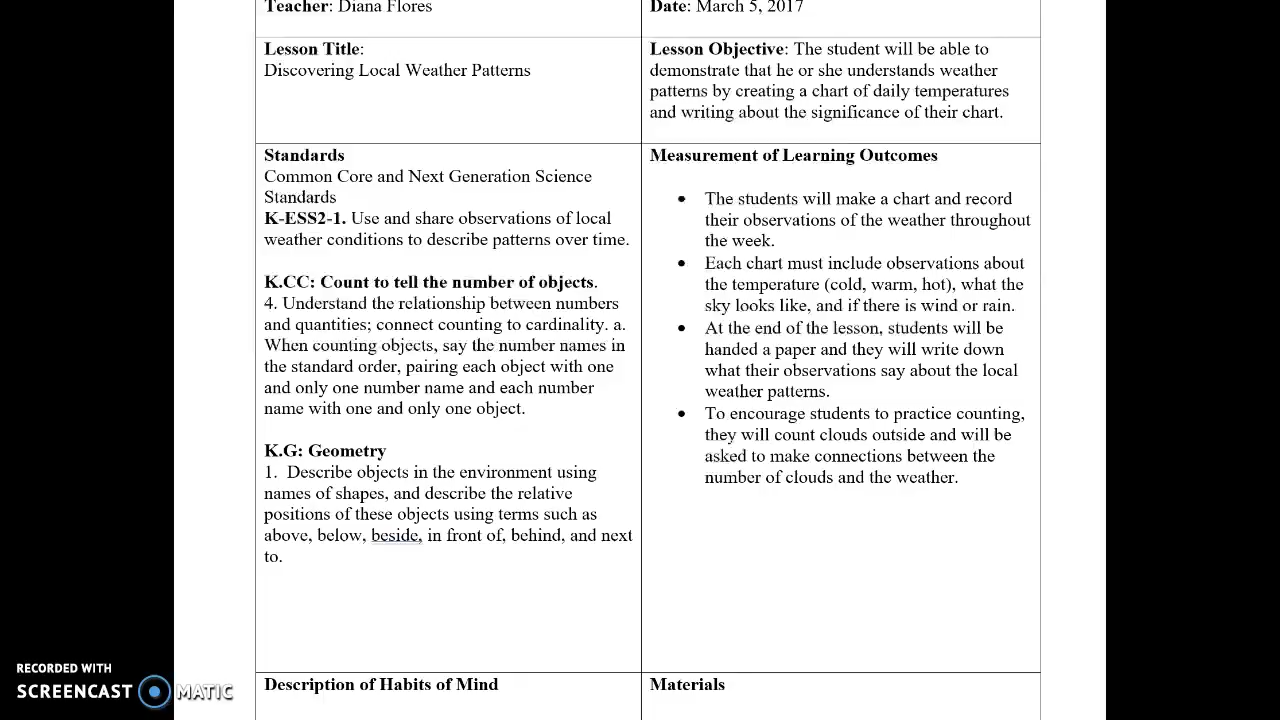 Teacher: Diana Flores
Date: March 5, 2017
Lesson Title:
Discovering Local Weather Patterns
Lesson Objective: The student will be able to
demonstrate that he or she understands weather
patterns by creating a chart of daily temperatures
and writing about the significance of their chart.
Standards
Common Core and Next Generation Science
Standards
K-ESS2-1. Use and share observations of local
weather conditions to describe patterns over time.
K.CC: Count to tell the number of objects.
4. Understand the relationship between numbers
and quantities; connect counting to cardinality. a.
When counting objects, say the number names in
the standard order, pairing each object with one
and only one number name and each number
name with one and only one object.
K.G: Geometry
1. Describe objects in the environment using
names of shapes, and describe the relative
positions of these objects using terms such as
above, below, beside, in front of, behind, and next
to.
Measurement of Learning Outcomes
• The students will make a chart and record
their observations of the weather throughout
the week.
• Each chart must include observations about
the temperature (cold, warm, hot), what the
sky looks like, and if there is wind or rain.
• At the end of the lesson, students will be
handed a paper and they will write down
what their observations say about the local
weather patterns.
• To encourage students to practice counting,
they will count clouds outside and will be
asked to make connections between the
number of clouds and the weather.
Description of Habits of Mind
Materials
RECORDED WITH
SCREENCAST MATIC